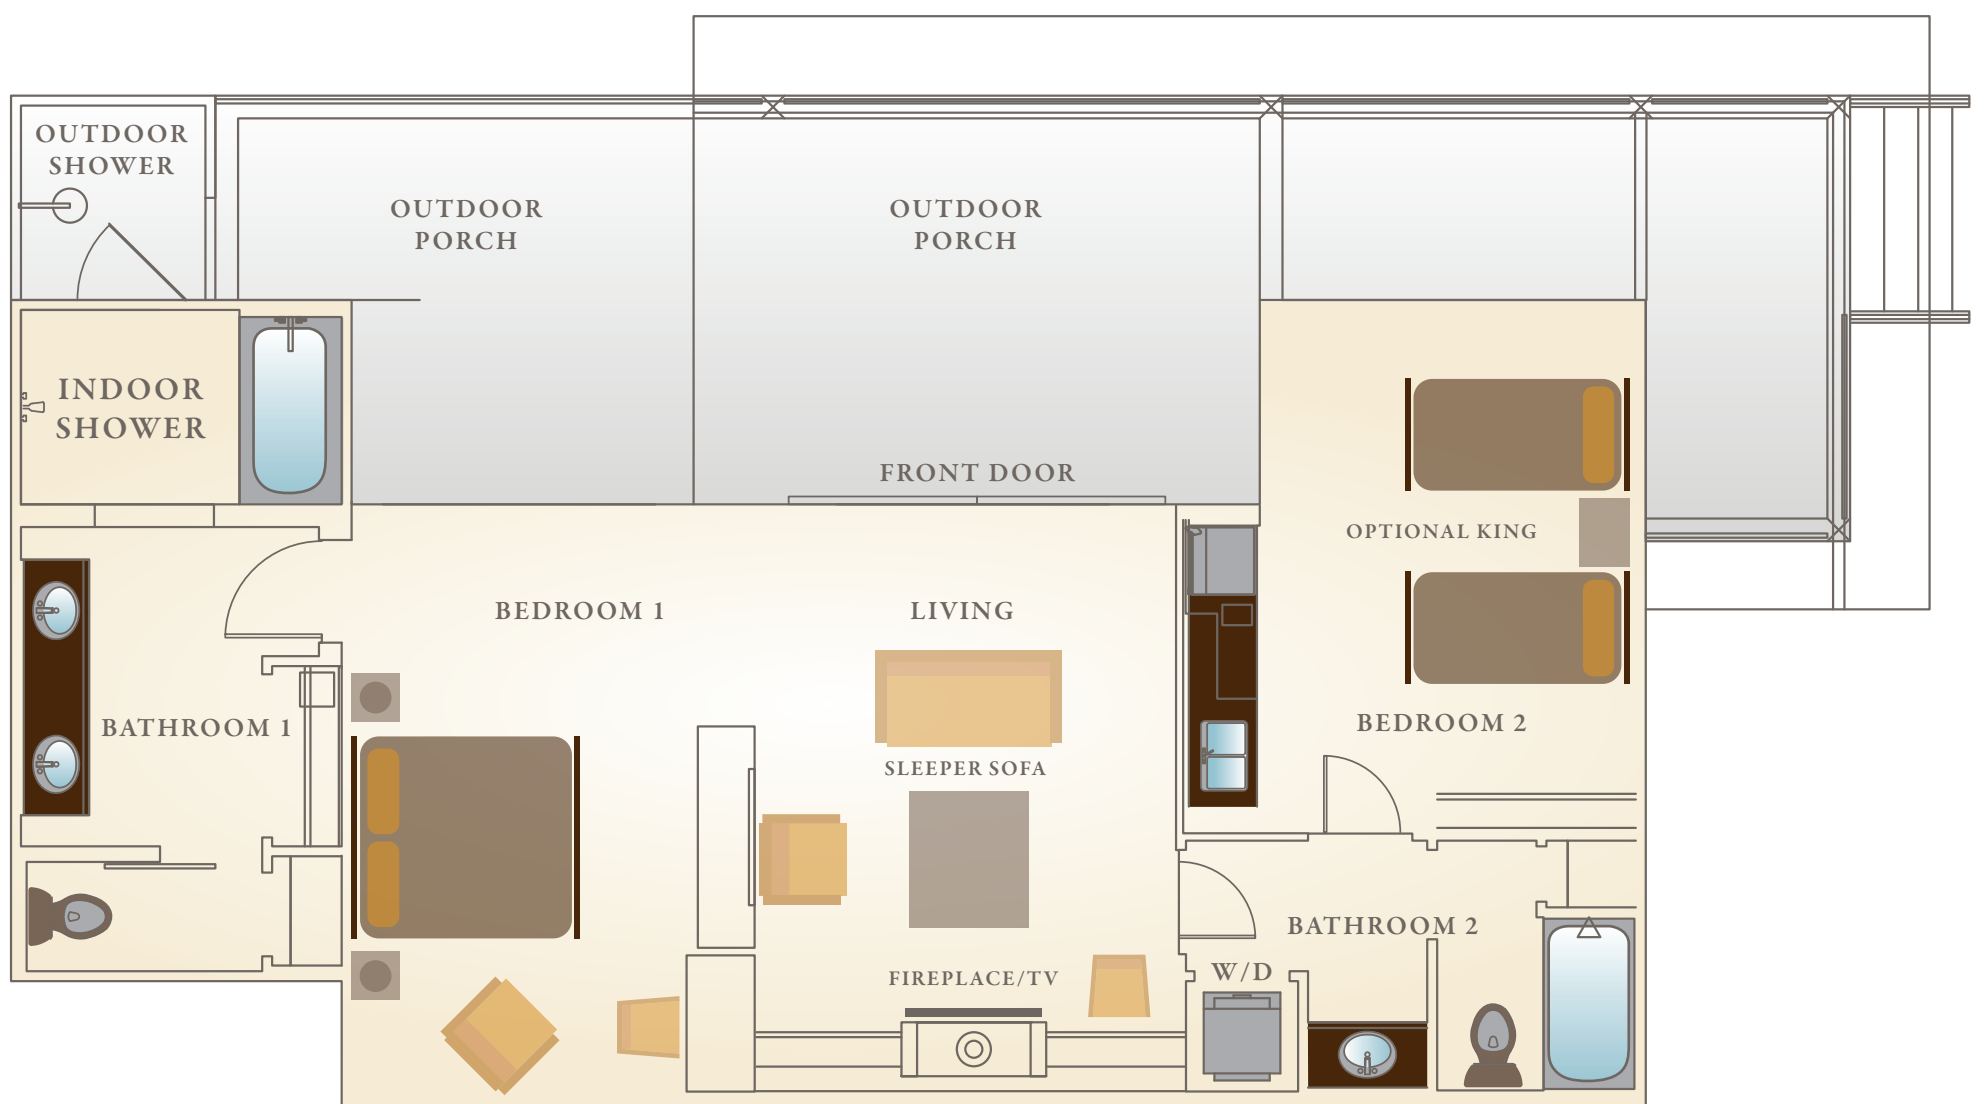 OUTDOOR
SHOWER
OUTDOOR
PORCH
OUTDOOR
PORCH
INDOOR
SHOWER
FRONT DOOR
OPTIONAL KING
BEDROOM 1
LIVING
BATHROOM 1
BEDROOM 2
SLEEPER SOFA
BATHROOM 2
FIREPLACE/TV
W/D